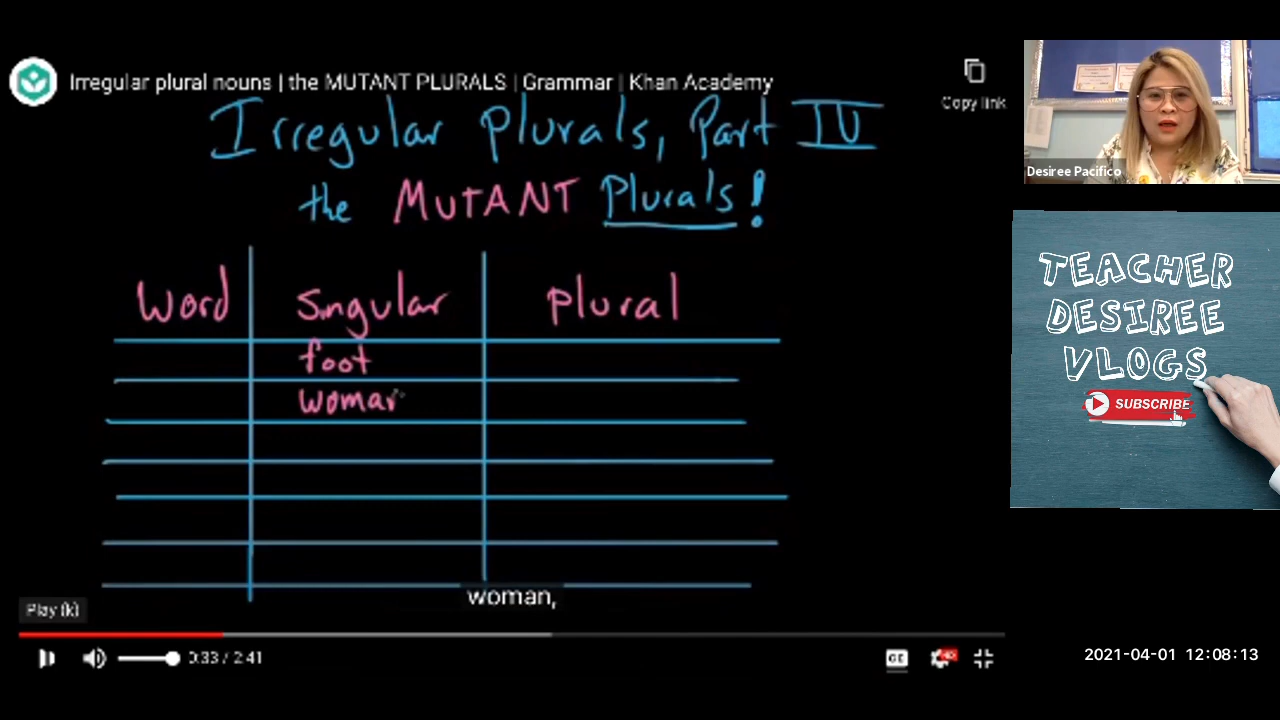 Irregular plural nouns | the MUTANT PLURALS | Grammar | Khan Academy
Copy link
Irregular Plurals, Part IV
the MUTANT Plurals!
Word Singular plural
foot
woman
woman,
Play (k)
0:33 / 2:41
CC
HD
Desiree Pacifico
TEACHER
DESIREE
VLOGS
SUBSCRIBE
2021-04-01 12:08:13